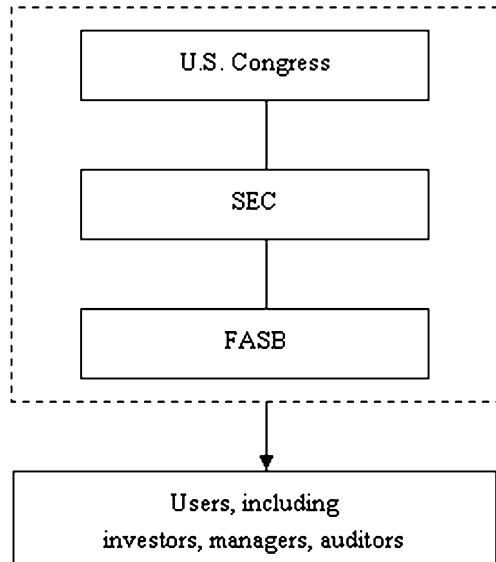 U.S. Congress
SEC
FASB
Users, including
investors, managers, auditors